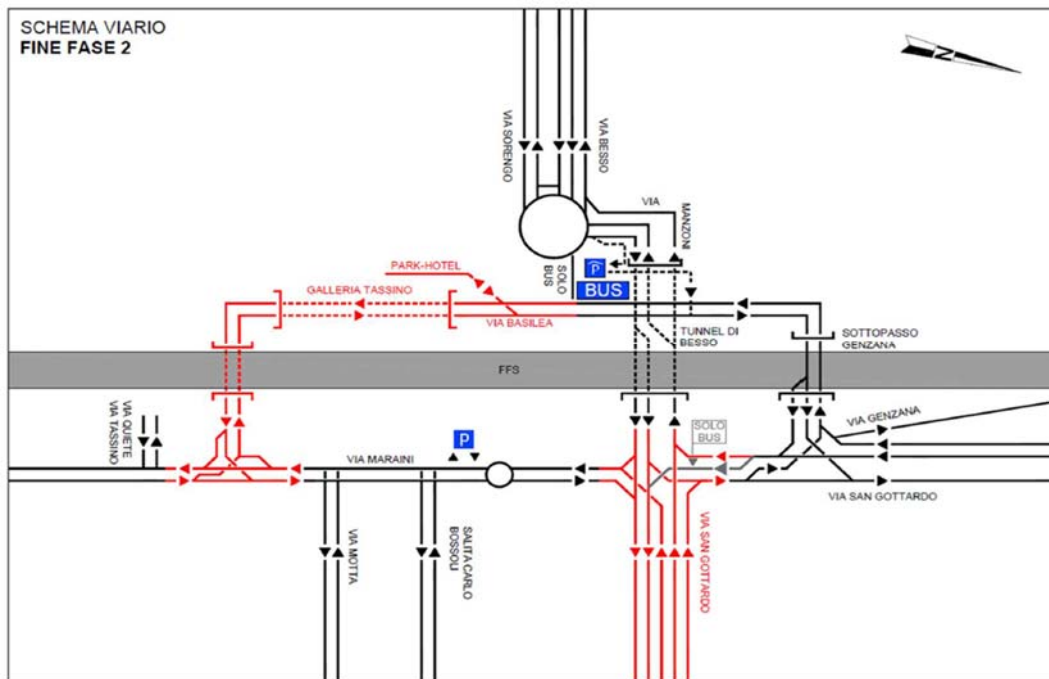 SCHEMA VIARIO
FINE FASE 2
N
VIA SORENGO
VIA BESSO
VIA
MANZONI
SOLO
BUS
P
BUS
PARK-HOTEL
GALLERIA TASSINO
VIA BASILEA
TUNNEL DI
BESSO
SOTTOPASSO
GENZANA
FFS
VIA QUIETE
VIA TASSINO
P
VIA MARAINI
SOLO
BUS
VIA GENZANA
VIA SAN GOTTARDO
VIA MOTTA
SALITA CARLO
BOSSOLI
VIA SAN GOTTARDO